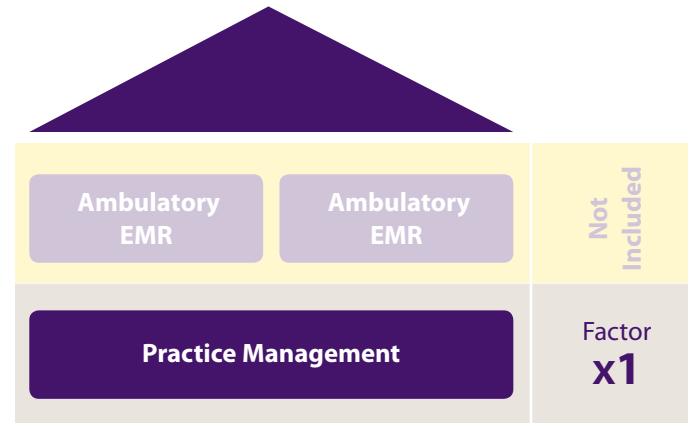 Ambulatory
EMR
Ambulatory
EMR
Not
Included
Practice Management
Factor
x1